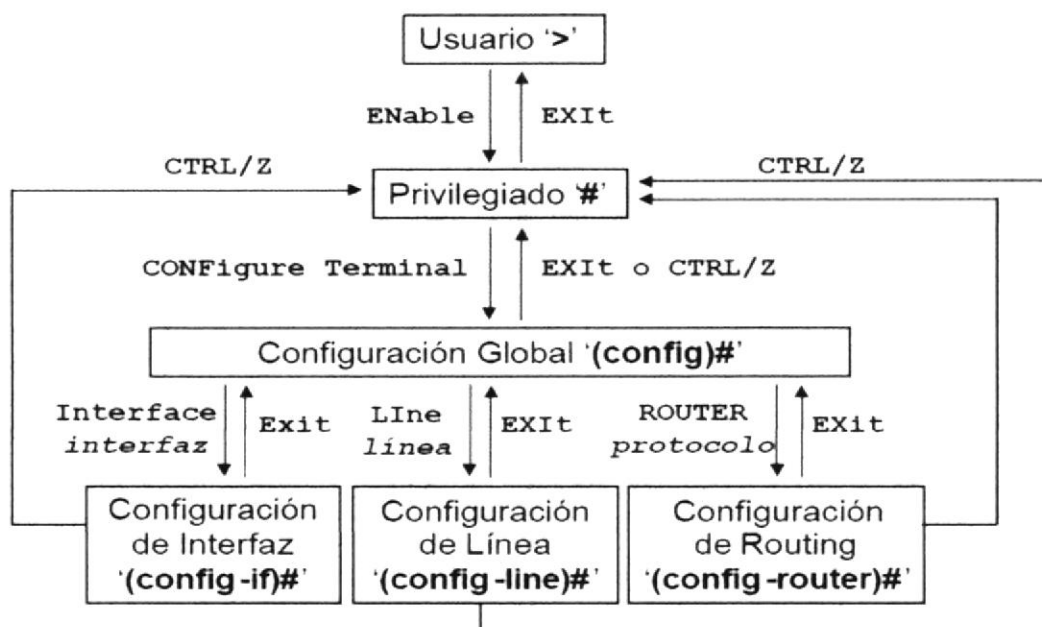 Usuario ‘>’
ENable
EXIt
CTRL/Z
CTRL/Z
Privilegiado ‘#’
CONFigure Terminal
EXIt o CTRL/Z
Configuración Global ‘(config)#’
Interface
interfaz
Exit
LIne
línea
EXIt
ROUTER
protocolo
EXit
Configuración
de Interfaz
‘(config-if)#’
Configuración
de Línea
‘(config-line)#’
Configuración
de Routing
‘(config-router)#’